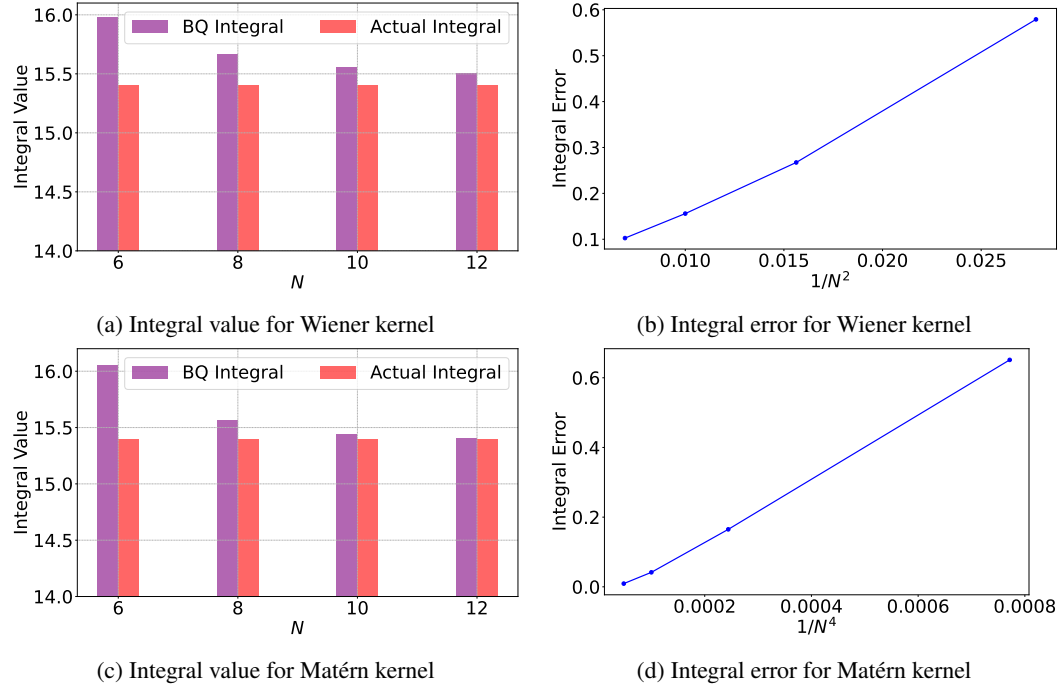 BQ Integral Actual Integral
16.0
15.5
15.0
14.5
14.0
Integral Value
6 8 10 12
N
(a) Integral value for Wiener kernel
0.6
0.5
0.4
0.3
0.2
0.1
Integral Error
0.010 0.015 0.020 0.025
1/N²
(b) Integral error for Wiener kernel
BQ Integral Actual Integral
16.0
15.5
15.0
14.5
14.0
Integral Value
6 8 10 12
N
(c) Integral value for Matérn kernel
0.6
0.4
0.2
0.0
Integral Error
0.0002 0.0004 0.0006 0.0008
1/N⁴
(d) Integral error for Matérn kernel